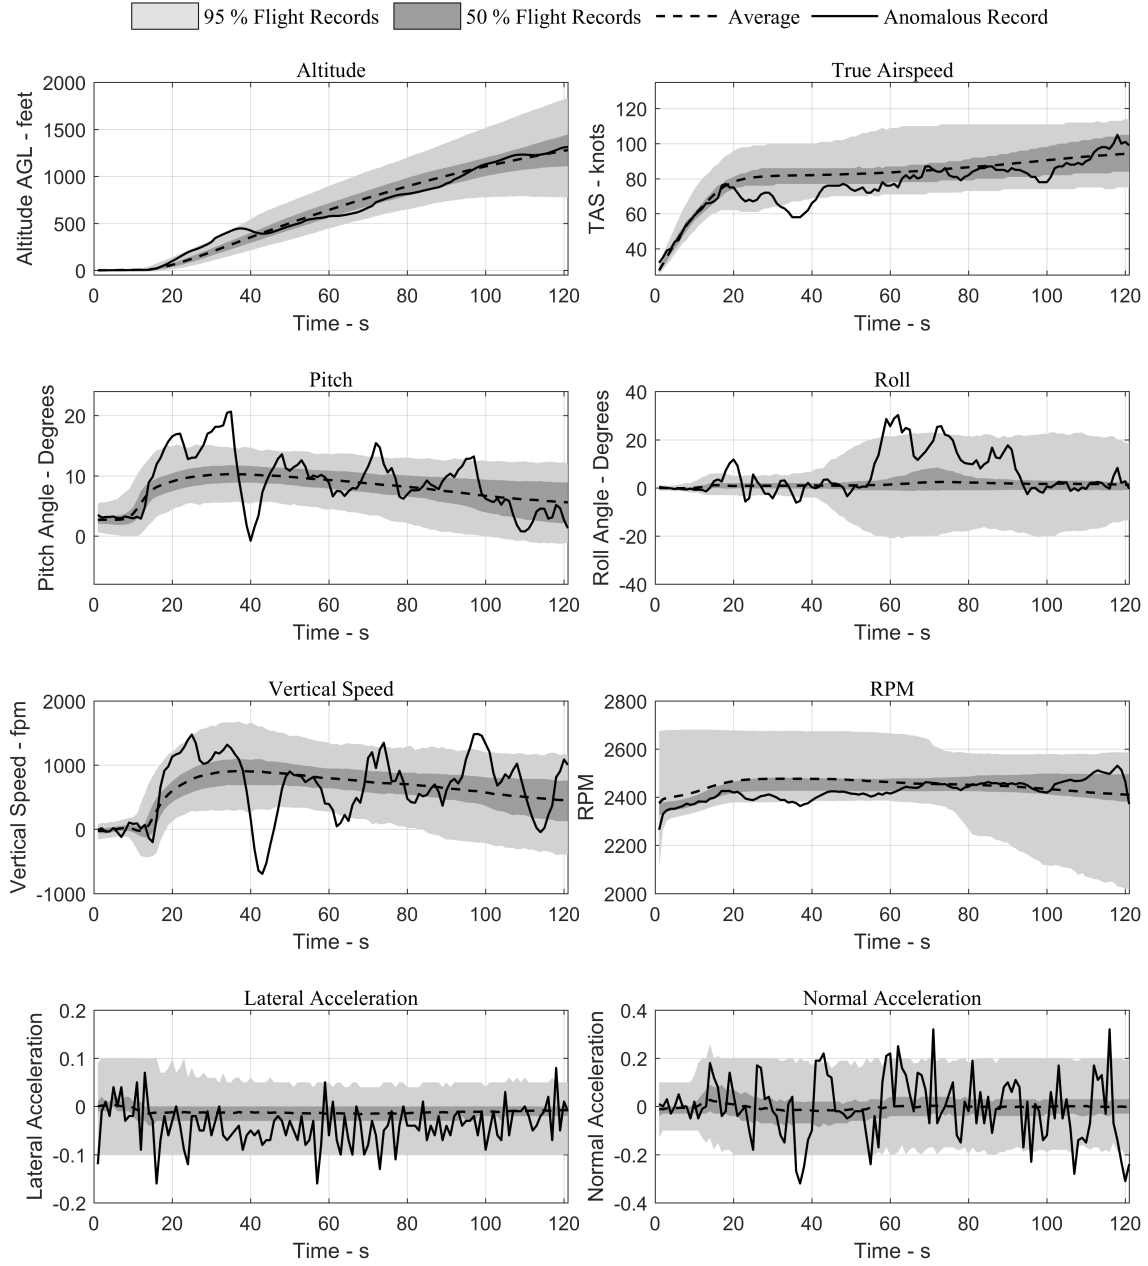 95 % Flight Records 50 % Flight Records Average Anomalous Record
Altitude
Altitude AGL - feet
2000
1500
1000
500
0
0 20 40 60 80 100 120
Time - s
True Airspeed
TAS - knots
120
100
80
60
40
0 20 40 60 80 100 120
Time - s
Pitch
Pitch Angle - Degrees
20
10
0
0 20 40 60 80 100 120
Time - s
Roll
Roll Angle - Degrees
40
20
0
-20
-40
0 20 40 60 80 100 120
Time - s
Vertical Speed
Vertical Speed - fpm
2000
1000
0
-1000
0 20 40 60 80 100 120
Time - s
RPM
RPM
2800
2600
2400
2200
2000
0 20 40 60 80 100 120
Time - s
Lateral Acceleration
Lateral Acceleration
0.2
0.1
0
-0.1
-0.2
0 20 40 60 80 100 120
Time - s
Normal Acceleration
Normal Acceleration
0.4
0.2
0
-0.2
-0.4
0 20 40 60 80 100 120
Time - s